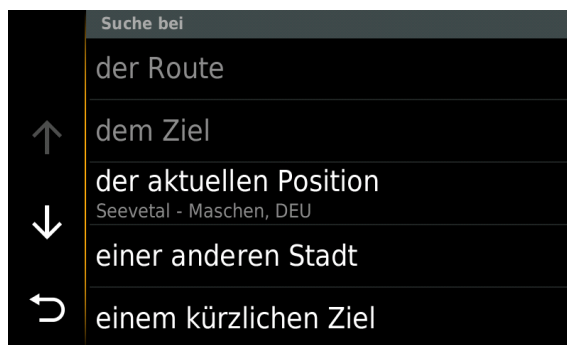 Suche bei
der Route
dem Ziel
der aktuellen Position
Seevetal - Maschen, DEU
einer anderen Stadt
einem kürzlichen Ziel